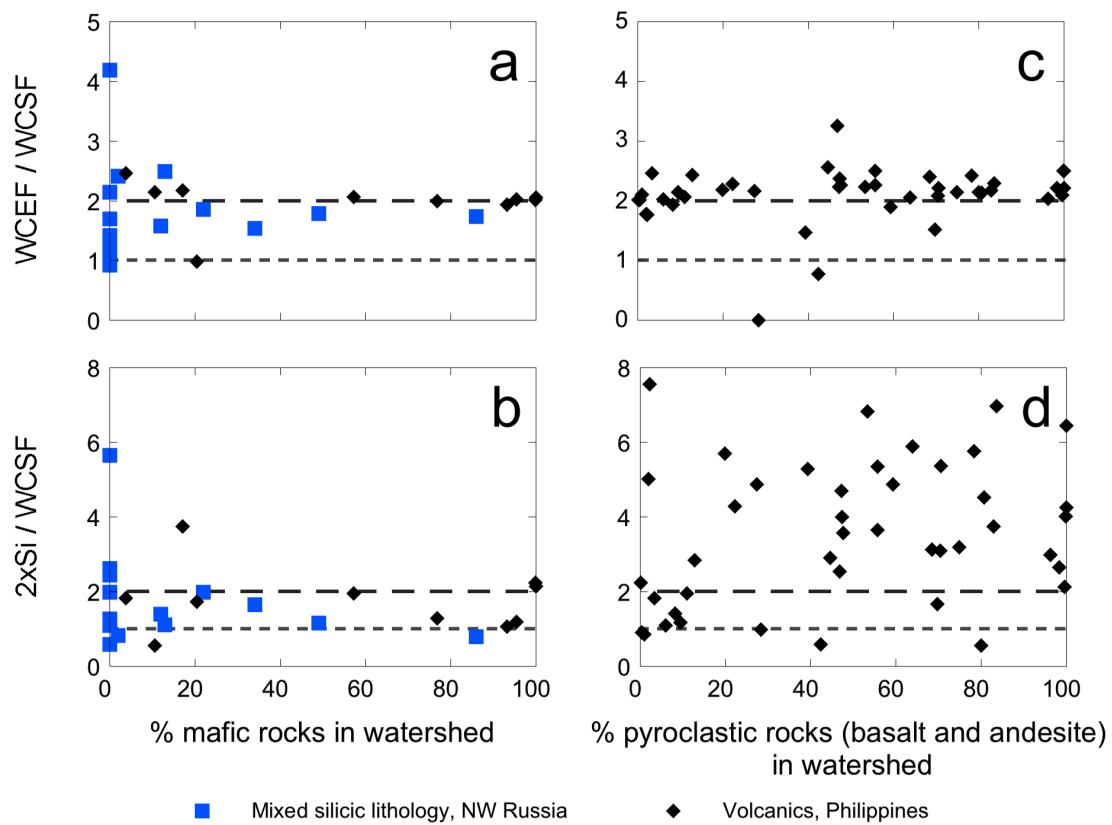 5
4
3
2
1
0
WCEF / WCSF
a
5
4
3
2
1
0
c
8
6
4
2
0
2xSi / WCSF
b
0 20 40 60 80 100
% mafic rocks in watershed
8
6
4
2
0
d
0 20 40 60 80 100
% pyroclastic rocks (basalt and andesite)
in watershed
Mixed silicic lithology, NW Russia
Volcanics, Philippines